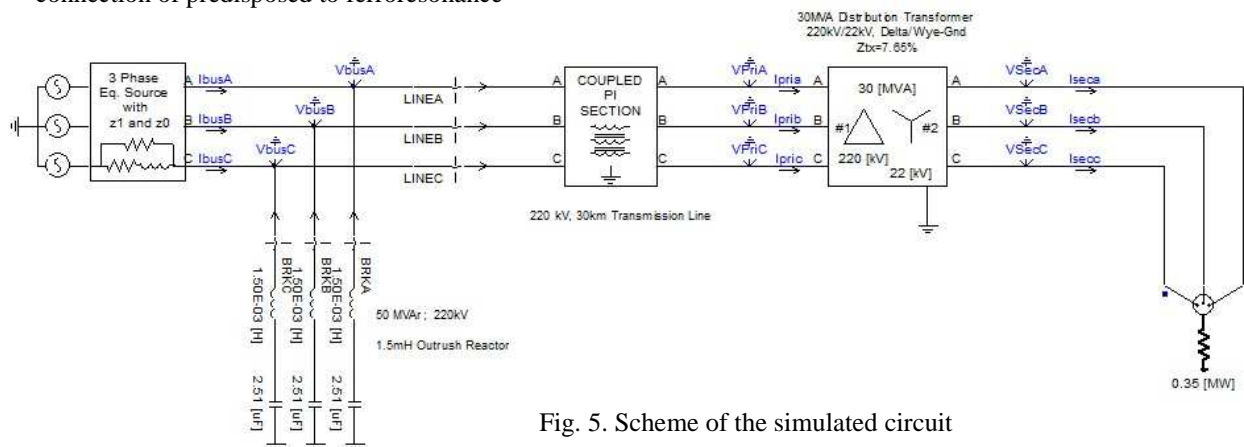 connection of predisposed to ferroresonance
30MVA Distribution Transformer
220kV/22kV, Delta/Wye-Gnd
Ztx=7.65%
3 Phase
Eq. Source
with
z1 and z0
A
B
C
IbusA
IbusB
IbusC
VbusA
VbusB
VbusC
LINEA
LINEB
LINEC
A
B
C
COUPLED
PI
SECTION
A
B
C
220 kV, 30km Transmission Line
VPriA
VPriB
VPriC
Ipria
Iprib
Ipric
A
B
C
30 [MVA]
#1
#2
220 [kV]
22 [kV]
A
B
C
VSecA
VSecB
VSecC
Iseca
Isecb
Isecc
BRKC
BRKB
BRKA
1.50E-03 [H]
1.50E-03 [H]
1.50E-03 [H]
50 MVAr; 220kV
1.5mH Outrush Reactor
2.51 [uF]
2.51 [uF]
2.51 [uF]
0.35 [MW]
Fig. 5. Scheme of the simulated circuit